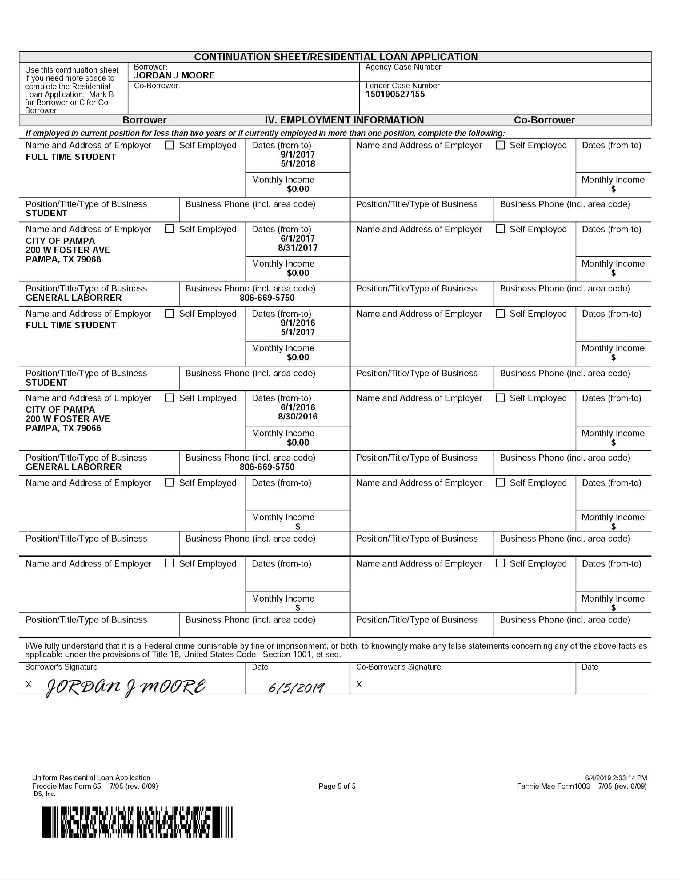 CONTINUATION SHEET/RESIDENTIAL LOAN APPLICATION
Use this continuation sheet
if you need more space to
complete the Residential
Loan Application. Mark B
for Borrower or C for Co-
Borrower.
Borrower:
JORDAN J MOORE
Agency Case Number
Co-Borrower:
Lender Case Number
150190527155
Borrower IV. EMPLOYMENT INFORMATION Co-Borrower
If employed in current position for less than two years or if currently employed in more than one position, complete the following:
Name and Address of Employer Self Employed Dates (from-to) Name and Address of Employer Self Employed Dates (from-to)
FULL TIME STUDENT 9/1/2017
5/1/2018
Monthly Income Monthly Income
$0.00 $
Position/Title/Type of Business Business Phone (incl. area code) Position/Title/Type of Business Business Phone (incl. area code)
STUDENT
Name and Address of Employer Self Employed Dates (from-to) Name and Address of Employer Self Employed Dates (from-to)
CITY OF PAMPA 6/1/2017
200 W FOSTER AVE 8/31/2017
PAMPA, TX 79066
Monthly Income Monthly Income
$0.00 $
Position/Title/Type of Business Business Phone (incl. area code) Position/Title/Type of Business Business Phone (incl. area code)
GENERAL LABORRER 806-669-5750
Name and Address of Employer Self Employed Dates (from-to) Name and Address of Employer Self Employed Dates (from-to)
FULL TIME STUDENT 9/1/2016
5/1/2017
Monthly Income Monthly Income
$0.00 $
Position/Title/Type of Business Business Phone (incl. area code) Position/Title/Type of Business Business Phone (incl. area code)
STUDENT
Name and Address of Employer Self Employed Dates (from-to) Name and Address of Employer Self Employed Dates (from-to)
CITY OF PAMPA 6/1/2016
200 W FOSTER AVE 8/30/2016
PAMPA, TX 79066
Monthly Income Monthly Income
$0.00 $
Position/Title/Type of Business Business Phone (incl. area code) Position/Title/Type of Business Business Phone (incl. area code)
GENERAL LABORRER 806-669-5750
Name and Address of Employer Self Employed Dates (from-to) Name and Address of Employer Self Employed Dates (from-to)
Monthly Income Monthly Income
$ $
Position/Title/Type of Business Business Phone (incl. area code) Position/Title/Type of Business Business Phone (incl. area code)
Name and Address of Employer Self Employed Dates (from-to) Name and Address of Employer Self Employed Dates (from-to)
Monthly Income Monthly Income
$ $
Position/Title/Type of Business Business Phone (incl. area code) Position/Title/Type of Business Business Phone (incl. area code)
I/We fully understand that it is a Federal crime punishable by fine or imprisonment, or both, to knowingly make any false statements concerning any of the above facts as
applicable under the provisions of Title 18, United States Code, Section 1001, et seq.
Borrower's Signature Date Co-Borrower's Signature Date
X JORDAN J MOORE 6/5/2019 X
Uniform Residential Loan Application 6/4/2019 2:33:14 PM
Freddie Mac Form 65 7/05 (rev. 6/09) Page 5 of 5 Fannie Mae Form 1003 7/05 (rev. 6/09)
IDS, Inc.